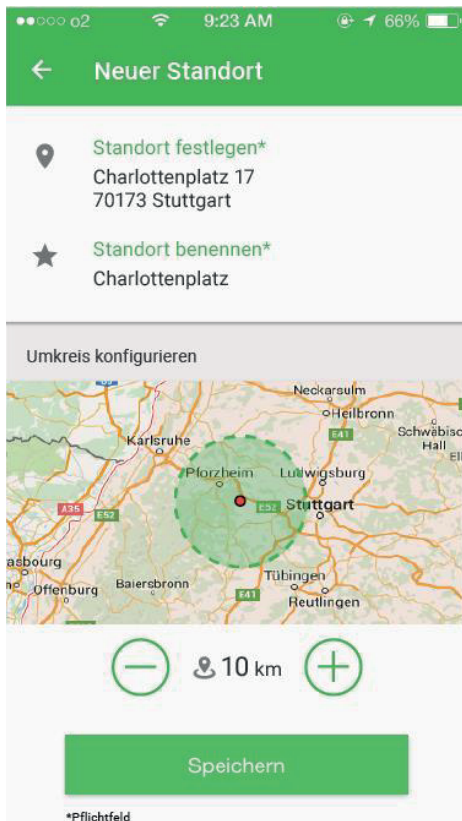 o2 9:23 AM 66%
Neuer Standort
Standort festlegen*
Charlottenplatz 17
70173 Stuttgart
Standort benennen*
Charlottenplatz
Umkreis konfigurieren
Neckarsulm
Heilbronn
E41
Schwäbisc
Hall
Karlsruhe
Pforzheim
Ludwigsburg
A35
E52
E52
Stuttgart
asbourg
Offenburg
Baiersbronn
Tübingen
E41
Reutlingen
10 km
Speichern
*Pflichtfeld